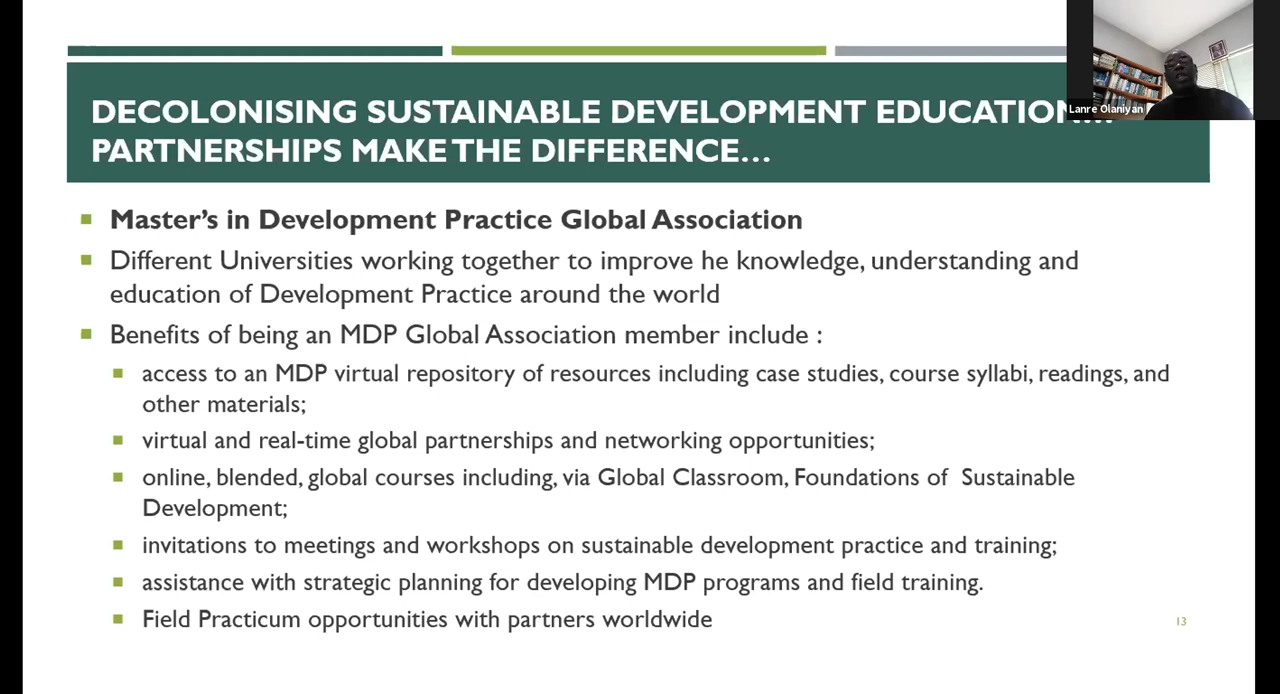 DECOLONISING SUSTAINABLE DEVELOPMENT EDUCATION...
PARTNERSHIPS MAKE THE DIFFERENCE...
Lanre Olaniyan
Master's in Development Practice Global Association
Different Universities working together to improve he knowledge, understanding and
education of Development Practice around the world
Benefits of being an MDP Global Association member include :
access to an MDP virtual repository of resources including case studies, course syllabi, readings, and
other materials;
virtual and real-time global partnerships and networking opportunities;
online, blended, global courses including, via Global Classroom, Foundations of Sustainable
Development;
invitations to meetings and workshops on sustainable development practice and training;
assistance with strategic planning for developing MDP programs and field training.
Field Practicum opportunities with partners worldwide
13